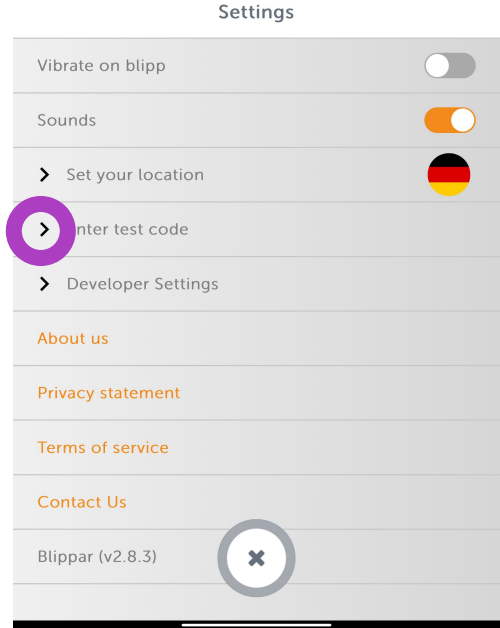 Settings
Vibrate on blipp
Sounds
Set your location
nter test code
Developer Settings
About us
Privacy statement
Terms of service
Contact Us
Blippar (v2.8.3)